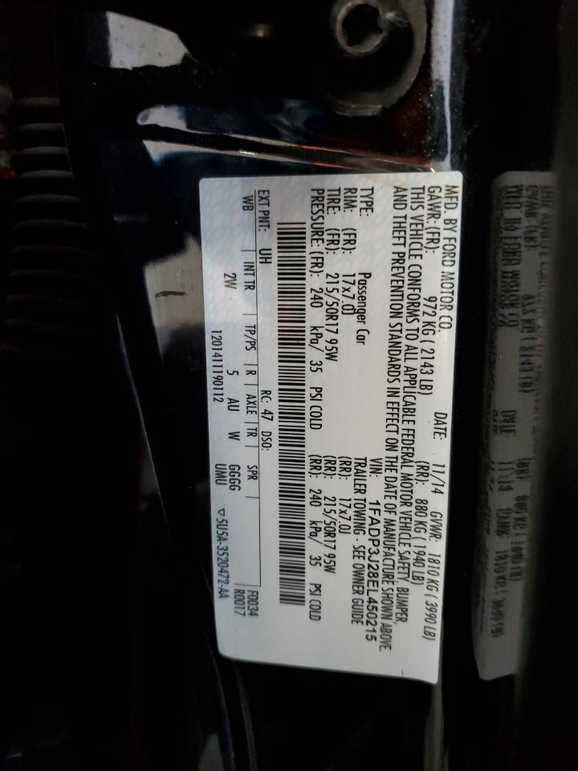 MFD. BY FORD MOTOR CO.
DATE: 11/14 GVWR: 1810 KG ( 3990 LB)
GAWR: (FR): 972 KG ( 2143 LB) (RR): 880 KG ( 1940 LB)
THIS VEHICLE CONFORMS TO ALL APPLICABLE FEDERAL MOTOR VEHICLE SAFETY, BUMPER,
AND THEFT PREVENTION STANDARDS IN EFFECT ON THE DATE OF MANUFACTURE SHOWN ABOVE.
VIN: 1FADP3J28EL450215
TYPE: Passenger Car TRAILER TOWING - SEE OWNER GUIDE
RIM: (FR): 17x7.0J (RR): 17x7.0J
TIRE: (FR): 215/50R17 95W (RR): 215/50R17 95W
PRESSURE: (FR): 240 kPa/ 35 PSI COLD (RR): 240 kPa/ 35 PSI COLD
EXT PNT: UH RC: 47 DSO: F0034
R0017
WB INT TR TP/PS R AXLE TR SPR
2W 5 AU W GGGG
1201411190112 UMU ▽5U5A-3520472-AA